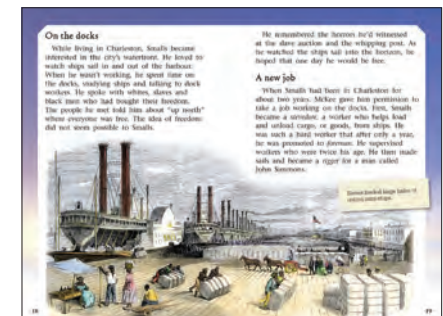 On the docks
While living in Charleston, Smalls became
interested in the city's waterfront. He loved to
watch ships sail in and out of the harbour.
When he wasn't working, he spent time on
the docks, studying ships and talking to dock
workers. He spoke with whites, slaves and
black men who had bought their freedom.
The people he met told him about "up north"
where everyone was free. The idea of freedom
did not seem possible to Smalls.
He remembered the horrors he'd witnessed
at the slave auction and the whipping post. As
he watched the ships sail into the horizon, he
hoped that one day he would be free.
A new job
When Smalls had been in Charleston for
about two years, McKee gave him permission to
take a job working on the docks. First, Smalls
became a stevedor, a worker who helps load
and unload cargo, or goods, from ships. He
was such a hard worker that after only a year,
he was promoted to foreman. He supervised
workers who were twice his age. He then made
sails and became a rigger for a man called
John Simmons.
loaded large bales of
18
19